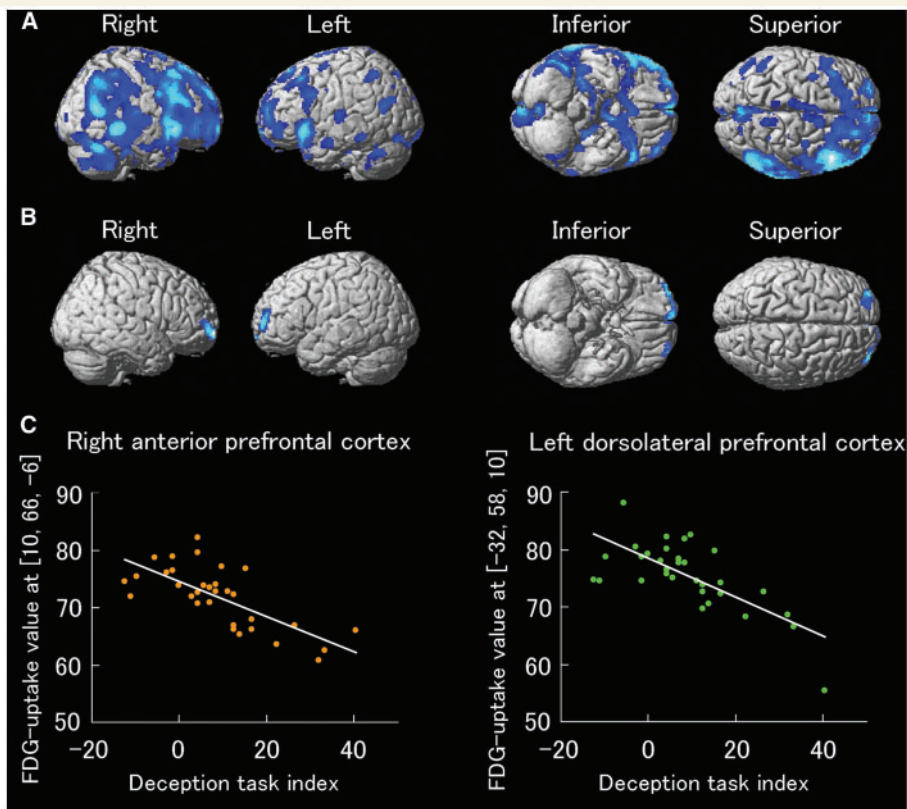 A
Right Left Inferior Superior
B
Right Left Inferior Superior
C
Right anterior prefrontal cortex
FDG-uptake value at [10, 66, -6]
90
80
70
60
50
-20 0 20 40
Deception task index
Left dorsolateral prefrontal cortex
FDG-uptake value at [-32, 58, 10]
90
80
70
60
50
-20 0 20 40
Deception task index